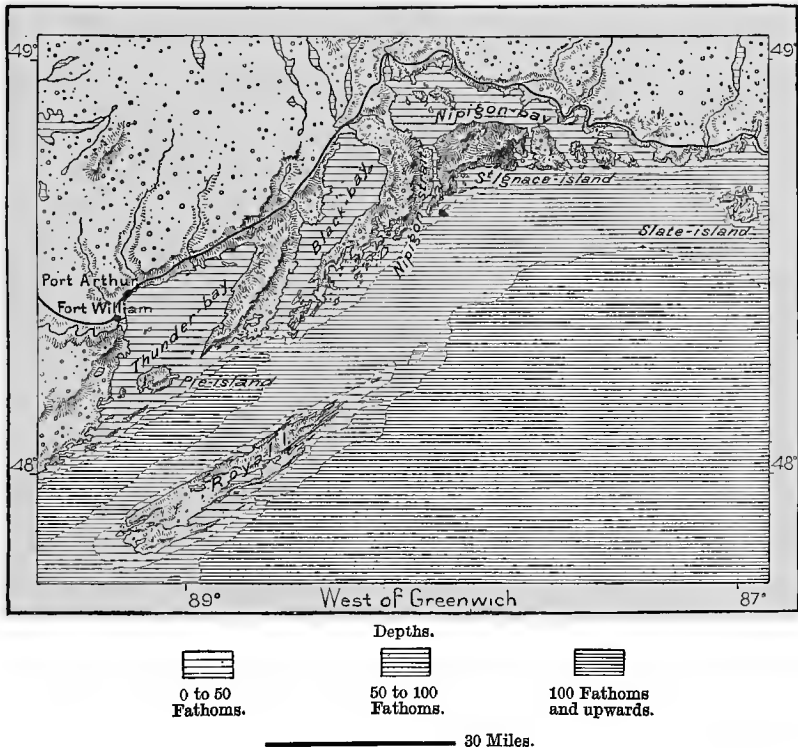 49°
49°
Nipigon-bay
Nipigon Strait
St Ignace-island
Black-bay
Slate-island
Port Arthur
Fort William
Thunder-bay
Pie-island
Royal I.
48°
48°
89°
West of Greenwich
87°
Depths.
0 to 50
Fathoms.
50 to 100
Fathoms.
100 Fathoms
and upwards.
30 Miles.